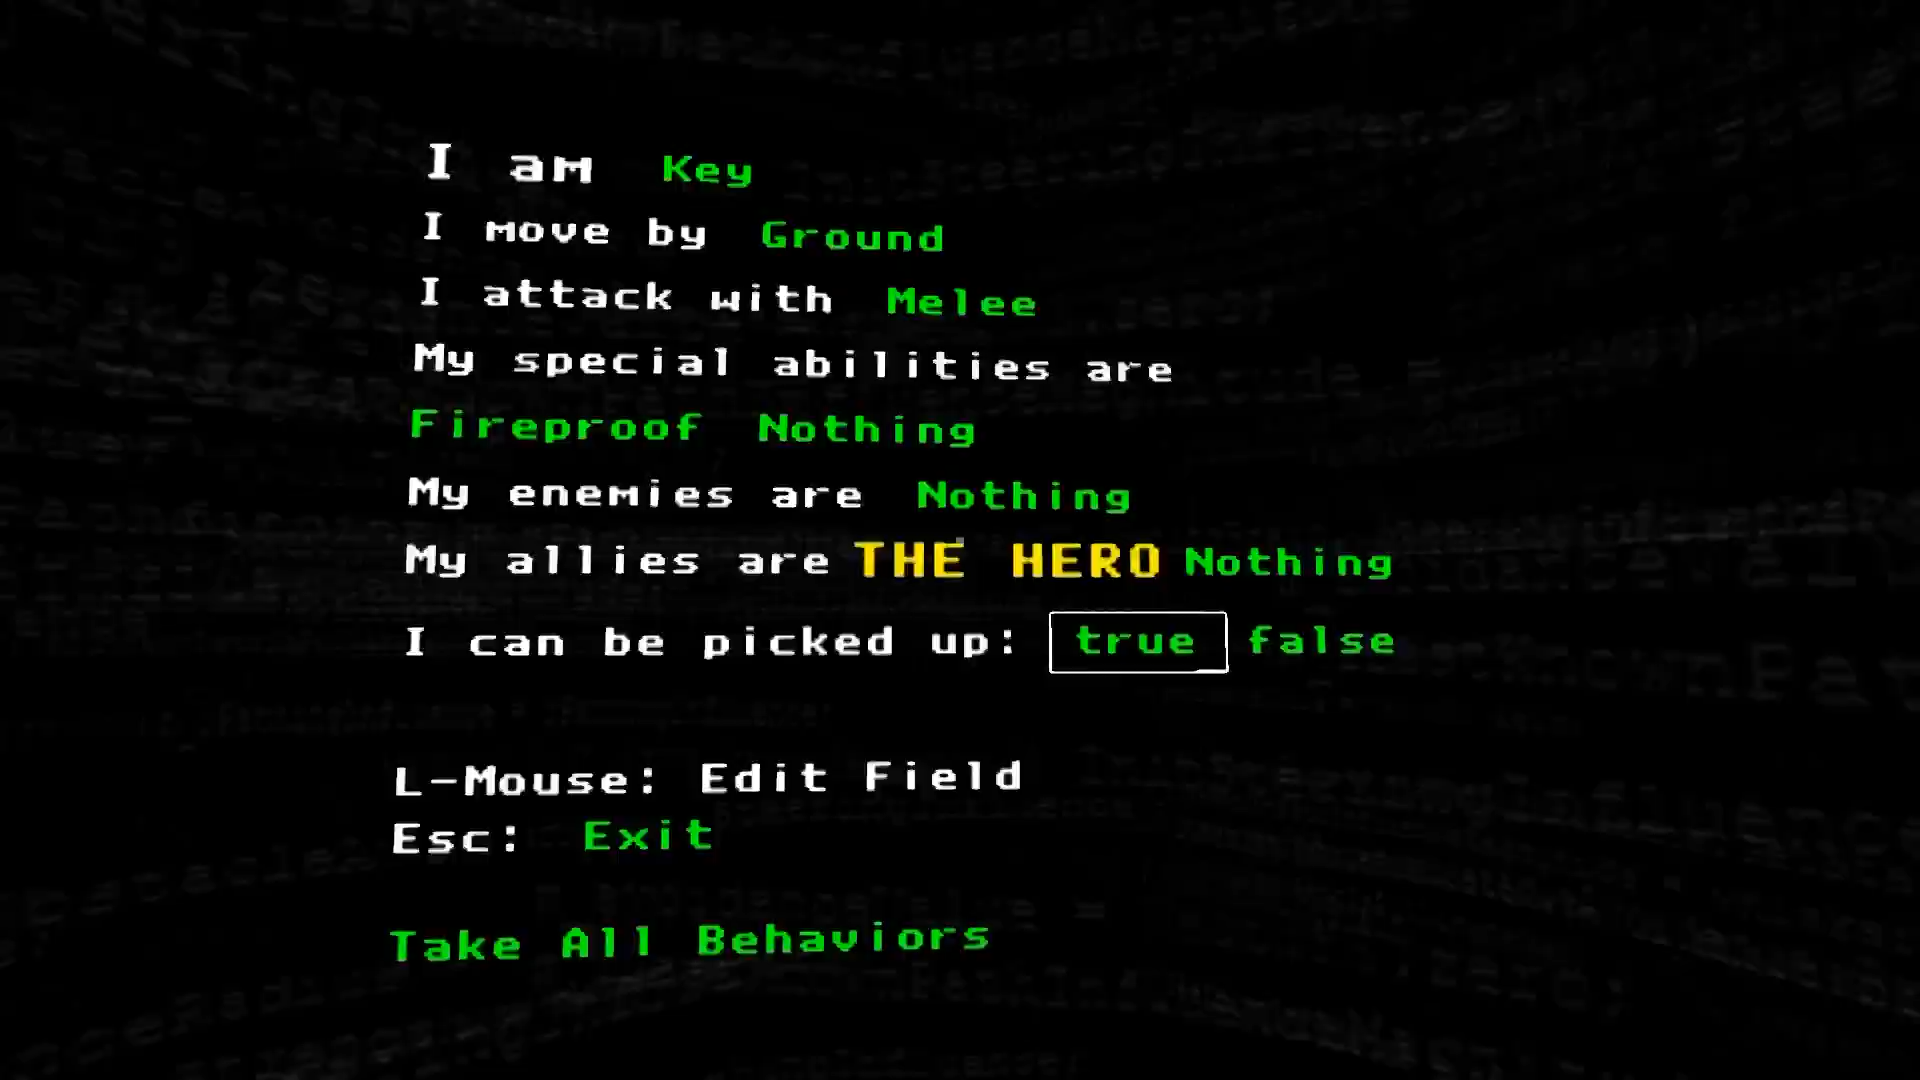 I am Key
I move by Ground
I attack with Melee
My special abilities are
Fireproof Nothing
My enemies are Nothing
My allies are THE HERO Nothing
I can be picked up: true false
L-Mouse: Edit Field
Esc: Exit
Take All Behaviors